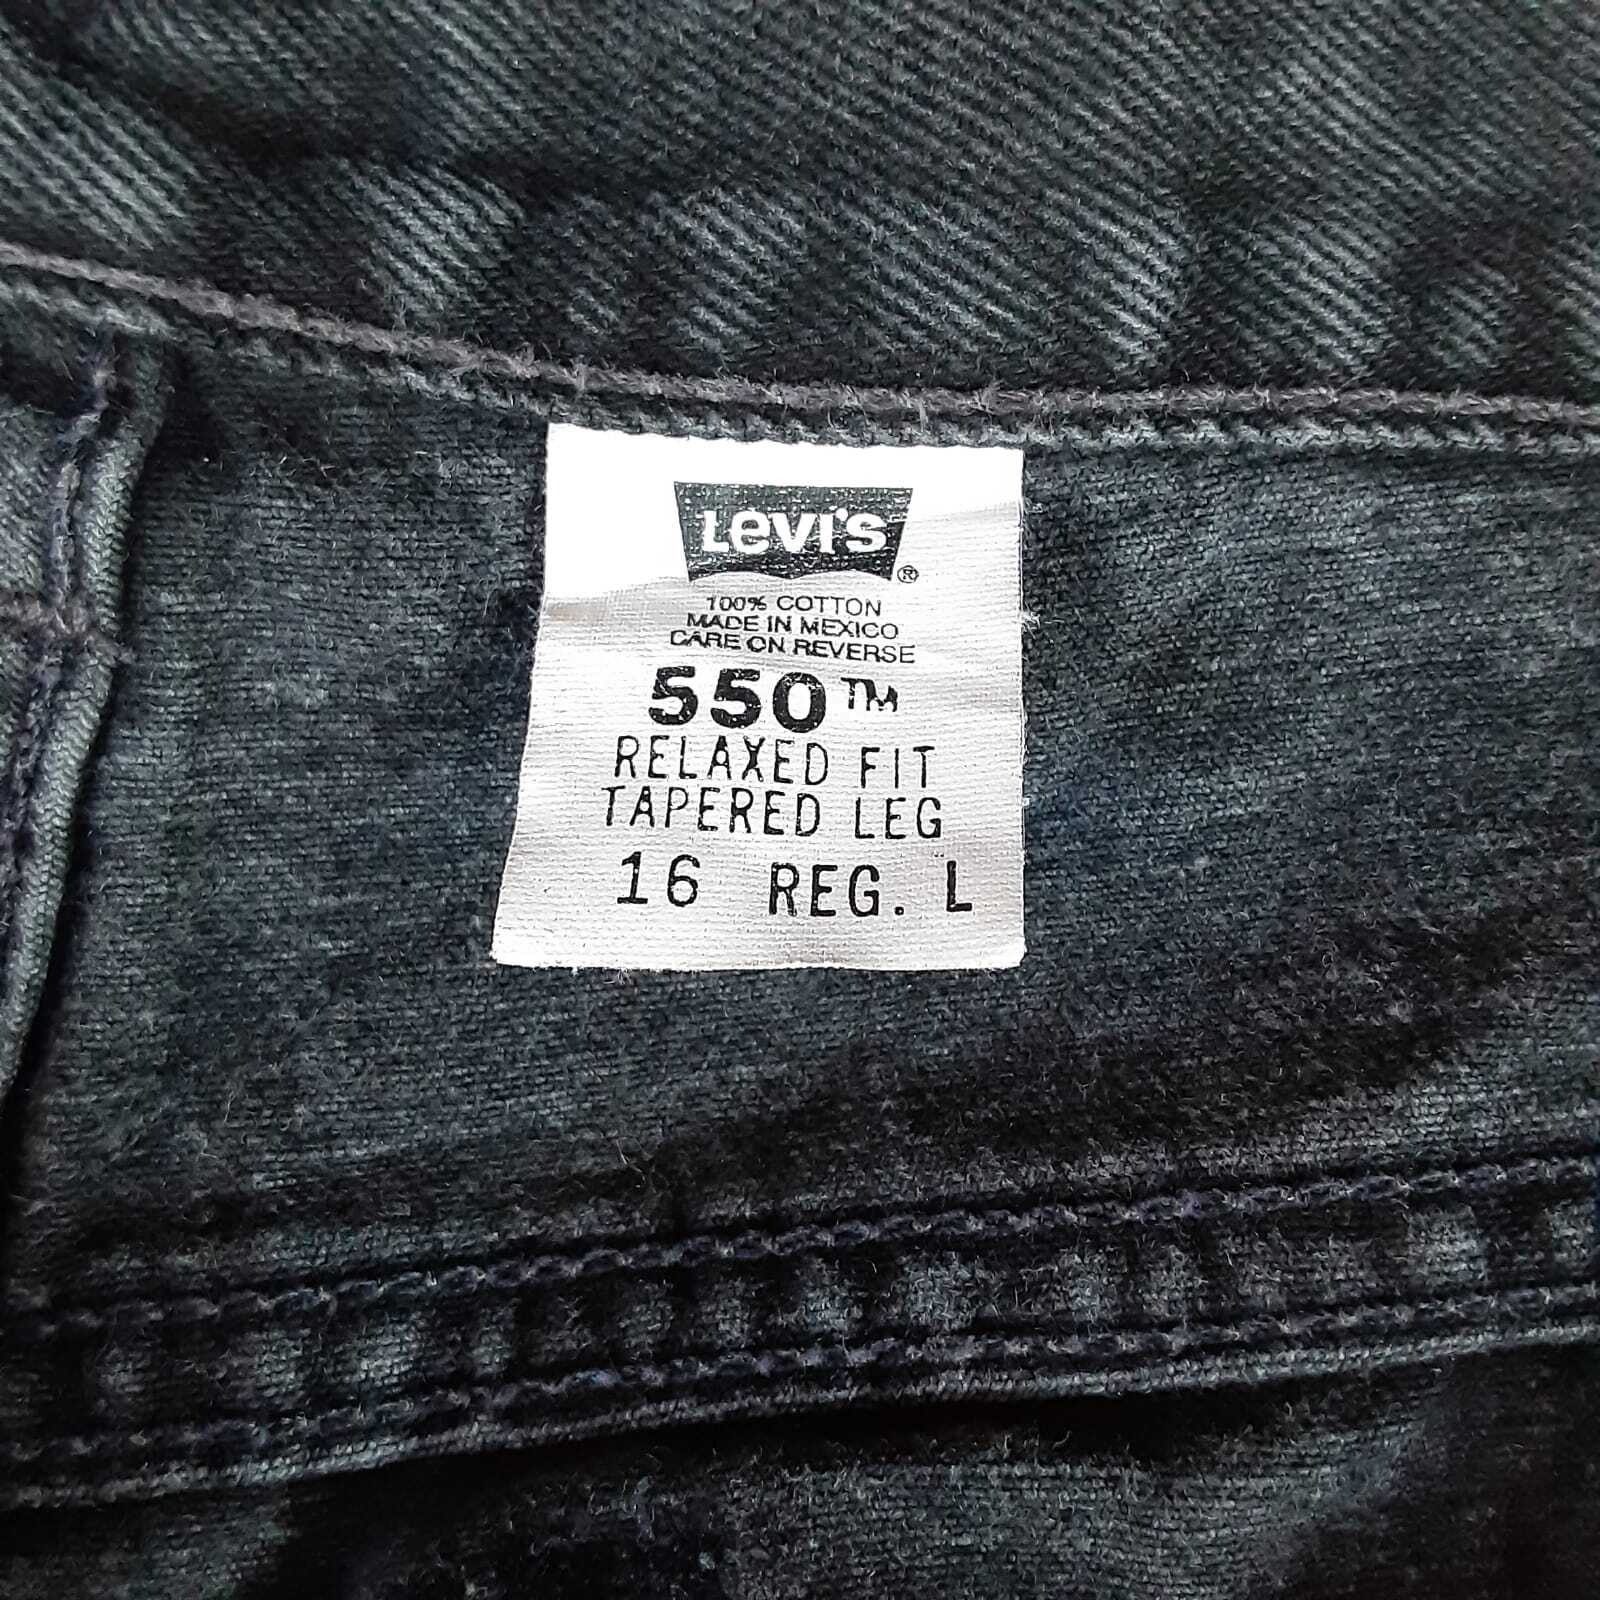 Levi's®
100% COTTON
MADE IN MEXICO
CARE ON REVERSE
550™
RELAXED FIT
TAPERED LEG
16 REG. L